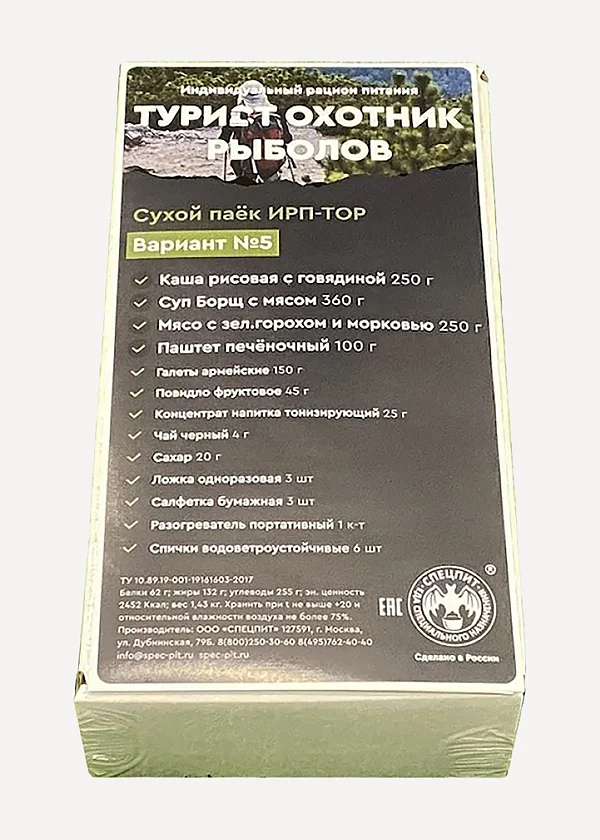 Индивидуальный рацион питания
ТУРИСТ ОХОТНИК
РЫБОЛОВ
Сухой паёк ИРП-ТОР
Вариант №5
Каша рисовая с говядиной 250 г
Суп Борщ с мясом 360 г
Мясо с зел.горохом и морковью 250 г
Паштет печёночный 100 г
Галеты армейские 150 г
Повидло фруктовое 45 г
Концентрат напитка тонизирующий 25 г
Чай черный 4 г
Сахар 20 г
Ложка одноразовая 3 шт
Салфетка бумажная 3 шт
Разогреватель портативный 1 к-т
Спички водоветроустойчивые 6 шт
ТУ 10.89.19-001-19161603-2017
Белки 62 г; жиры 132 г; углеводы 255 г; эн. ценность
2452 Ккал; вес 1,43 кг. Хранить при t не выше +20 и
относительной влажности воздуха не более 75%.
Производитель: ООО «СПЕЦПИТ» 127591, г. Москва,
ул. Дубнинская, 79Б. 8(800)250-30-60 8(495)762-40-40
info@spec-pit.ru spec-pit.ru
EAC
СПЕЦПИТ
СПЕЦИАЛЬНОГО НАЗНАЧЕНИЯ
®
Сделано в России